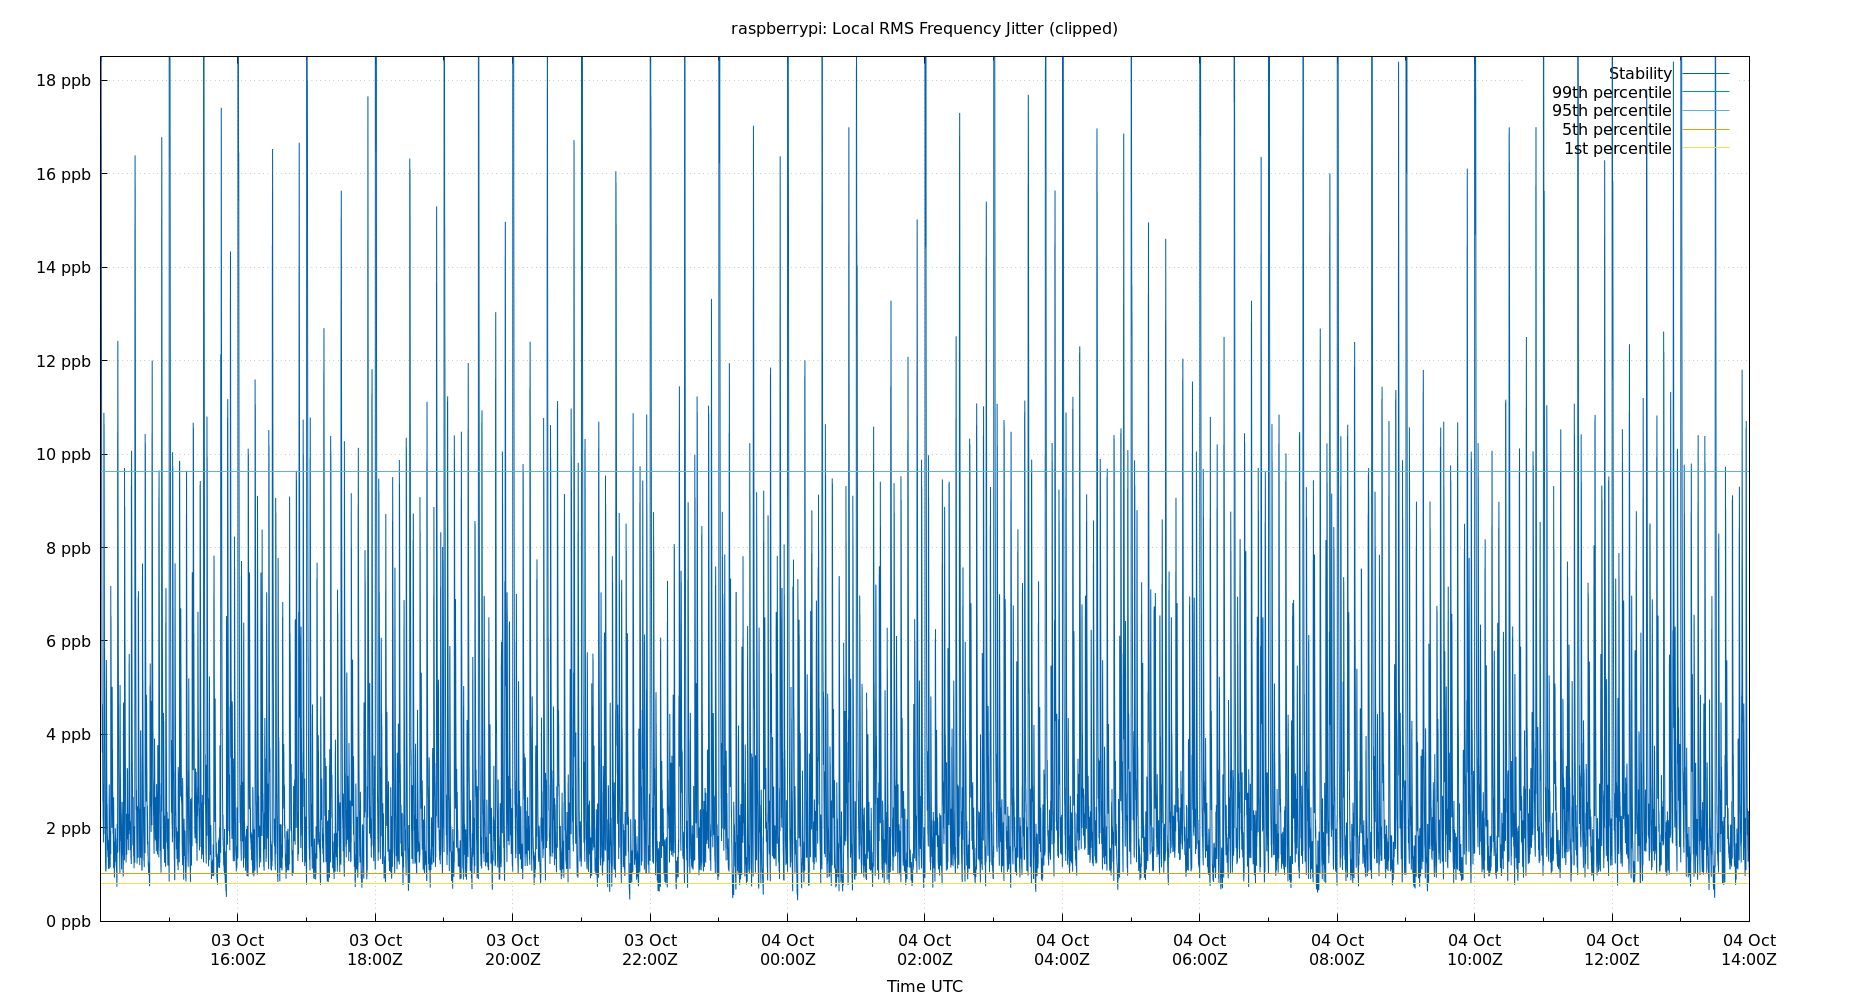 raspberrypi: Local RMS Frequency Jitter (clipped)
18 ppb
16 ppb
14 ppb
12 ppb
10 ppb
8 ppb
6 ppb
4 ppb
2 ppb
0 ppb
Stability
99th percentile
95th percentile
5th percentile
1st percentile
03 Oct 03 Oct 03 Oct 03 Oct 04 Oct 04 Oct 04 Oct 04 Oct 04 Oct 04 Oct 04 Oct 04 Oct
16:00Z 18:00Z 20:00Z 22:00Z 00:00Z 02:00Z 04:00Z 06:00Z 08:00Z 10:00Z 12:00Z 14:00Z
Time UTC